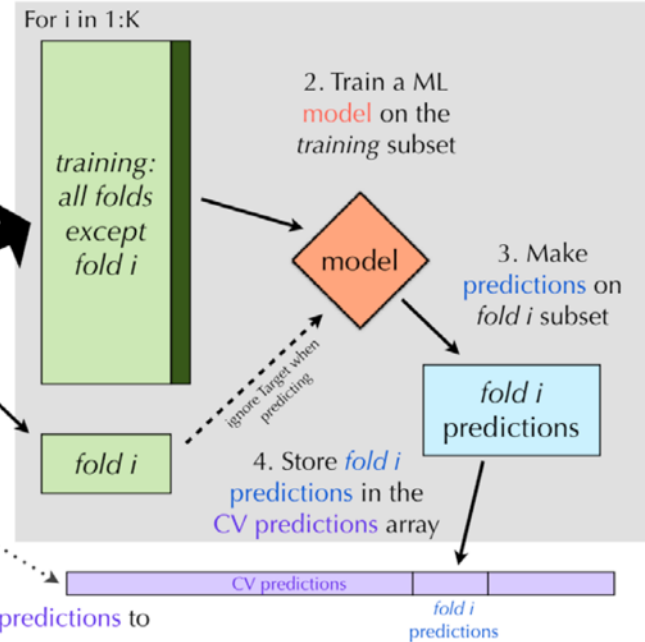 For i in 1:K
2. Train a ML
model on the
training subset
training:
all folds
except
fold i
model
3. Make
predictions on
fold i subset
ignore Target when
predicting
fold i
predictions
fold i
4. Store fold i
predictions in the
CV predictions array
CV predictions
fold i
predictions
predictions to